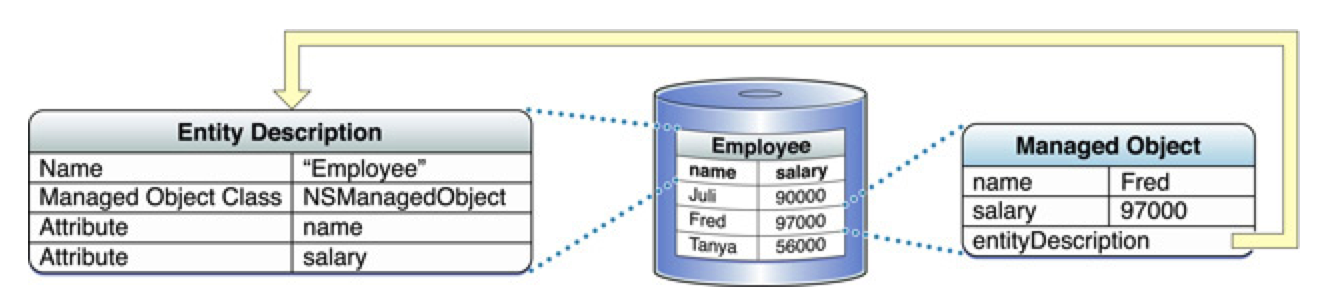 Entity Description
Name “Employee”
Managed Object Class NSManagedObject
Attribute name
Attribute salary
Employee
name salary
Juli 90000
Fred 97000
Tanya 56000
Managed Object
name Fred
salary 97000
entityDescription